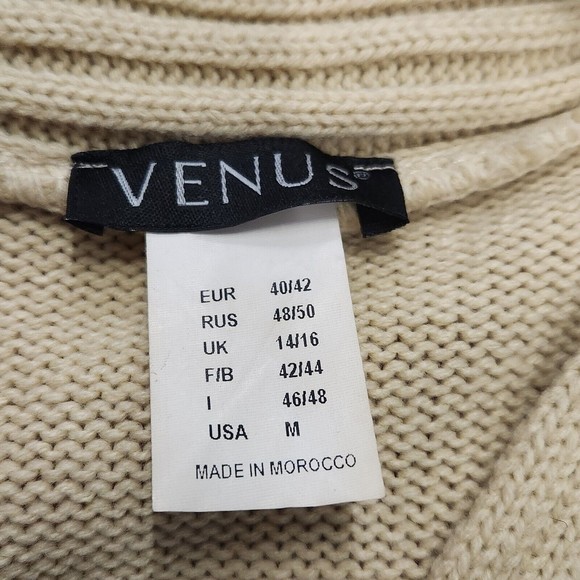 VENUS®
EUR 40/42
RUS 48/50
UK 14/16
F/B 42/44
I 46/48
USA M
MADE IN MOROCCO